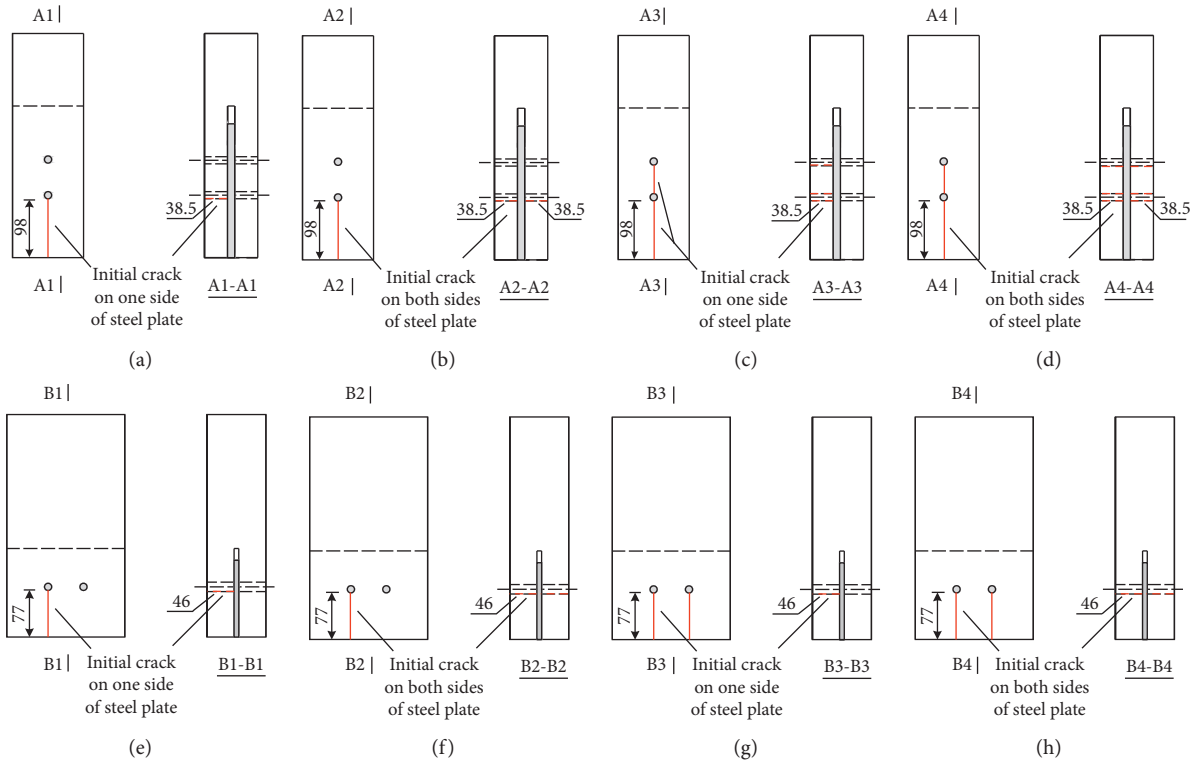 A1|
98
38.5
Initial crack
on one side
of steel plate
A1|
A1-A1
(a)
A2|
98
38.5
38.5
Initial crack
on both sides
of steel plate
A2|
A2-A2
(b)
A3|
98
38.5
Initial crack
on one side
of steel plate
A3|
A3-A3
(c)
A4|
98
38.5
38.5
Initial crack
on both sides
of steel plate
A4|
A4-A4
(d)
B1|
77
46
B1|
Initial crack
on one side
of steel plate
B1-B1
(e)
B2|
77
46
B2|
Initial crack
on both sides
of steel plate
B2-B2
(f)
B3|
77
46
B3|
Initial crack
on one side
of steel plate
B3-B3
(g)
B4|
77
46
B4|
Initial crack
on both sides
of steel plate
B4-B4
(h)